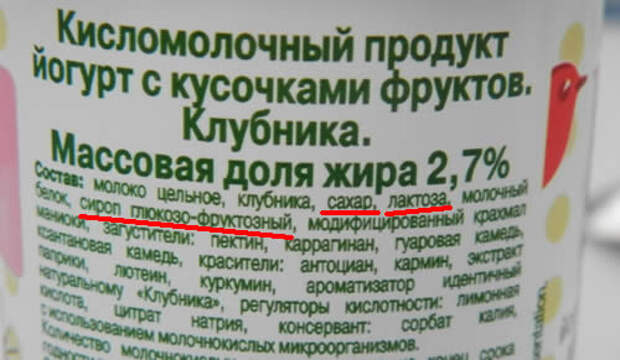 Кисломолочный продукт
йогурт с кусочками фруктов.
Клубника.
Массовая доля жира 2,7%
Состав: молоко цельное, клубника, сахар, лактоза, молочный
белок, сироп глюкозо-фруктозный, модифицированный крахмал
маниоки, загустители: пектин, каррагинан, гуаровая камедь,
ксантановая камедь, красители: антоциан, кармин, экстракт
паприки, лютеин, куркумин, ароматизатор идентичный
натуральному «Клубника», регуляторы кислотности: лимонная
кислота, цитрат натрия, консервант: сорбат калия,
с использованием молочнокислых микроорганизмов.
Количество молочнокислых